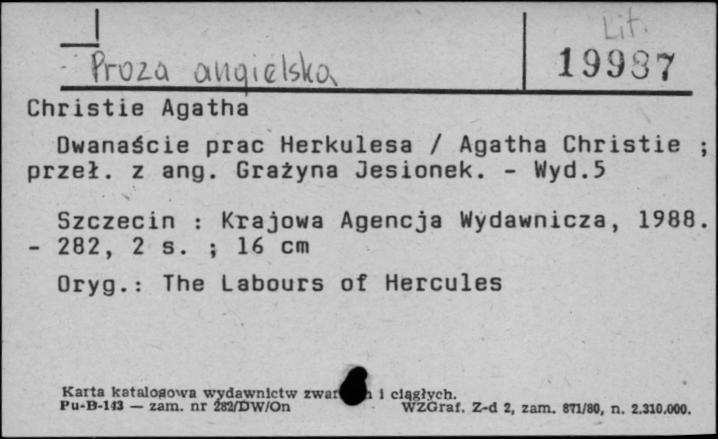 Lit.
Proza angielska
19987
Christie Agatha
Dwanaście prac Herkulesa / Agatha Christie ;
przeł. z ang. Grażyna Jesionek. - Wyd.5
Szczecin : Krajowa Agencja Wydawnicza, 1988.
- 282, 2 s. ; 16 cm
Oryg.: The Labours of Hercules
Karta katalogowa wydawnictw i ciągłych.
Pu-B-143 — zam. nr 282/DW/On WZGraf. Z-d 2, zam. 871/80, n. 2.310.000.